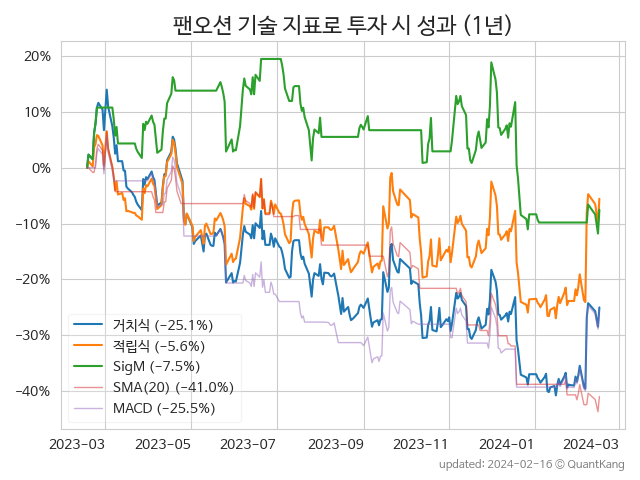 팬오션 기술 지표로 투자 시 성과 (1년)
20%
10%
0%
−10%
−20%
−30%
−40%
거치식 (−25.1%)
적립식 (−5.6%)
SigM (−7.5%)
SMA(20) (−41.0%)
MACD (−25.5%)
2023−03
2023−05
2023−07
2023−09
2023−11
2024−01
2024−03
updated: 2024−02−16 © QuantKang